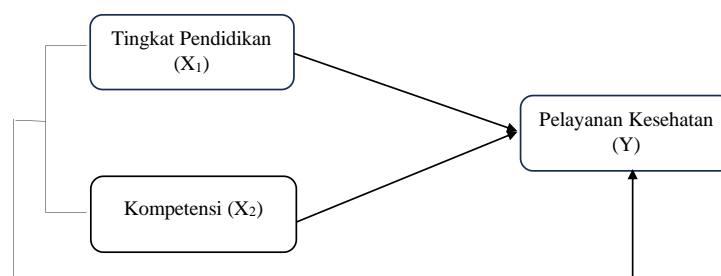 Tingkat Pendidikan
(X₁)
Pelayanan Kesehatan
(Y)
Kompetensi (X₂)